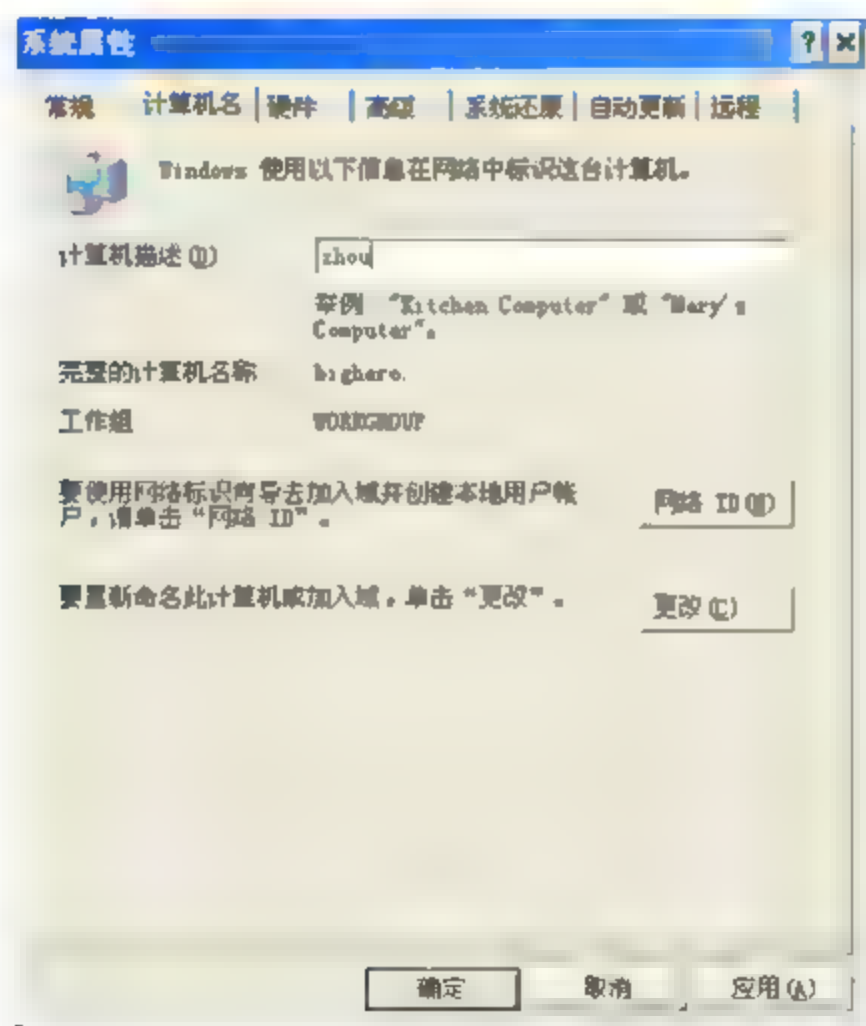 系统属性
常规 计算机名 硬件 高级 系统还原 自动更新 远程
Windows 使用以下信息在网络中标识这台计算机。
计算机描述(D) zhou
举例 "Kitchen Computer" 或 "Mary's
Computer"。
完整的计算机名称 bighero.
工作组 WORKGROUP
要使用网络标识向导去加入域并创建本地用户帐
户，请单击“网络 ID”。
网络 ID(N)
要重新命名此计算机或加入域，单击“更改”。
更改(C)
确定 取消 应用(A)